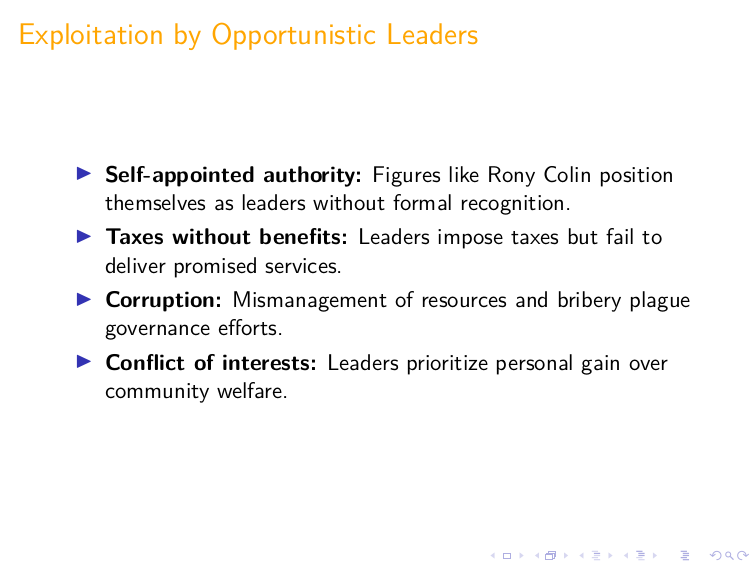 Exploitation by Opportunistic Leaders
Self-appointed authority: Figures like Rony Colin position
themselves as leaders without formal recognition.
Taxes without benefits: Leaders impose taxes but fail to
deliver promised services.
Corruption: Mismanagement of resources and bribery plague
governance efforts.
Conflict of interests: Leaders prioritize personal gain over
community welfare.